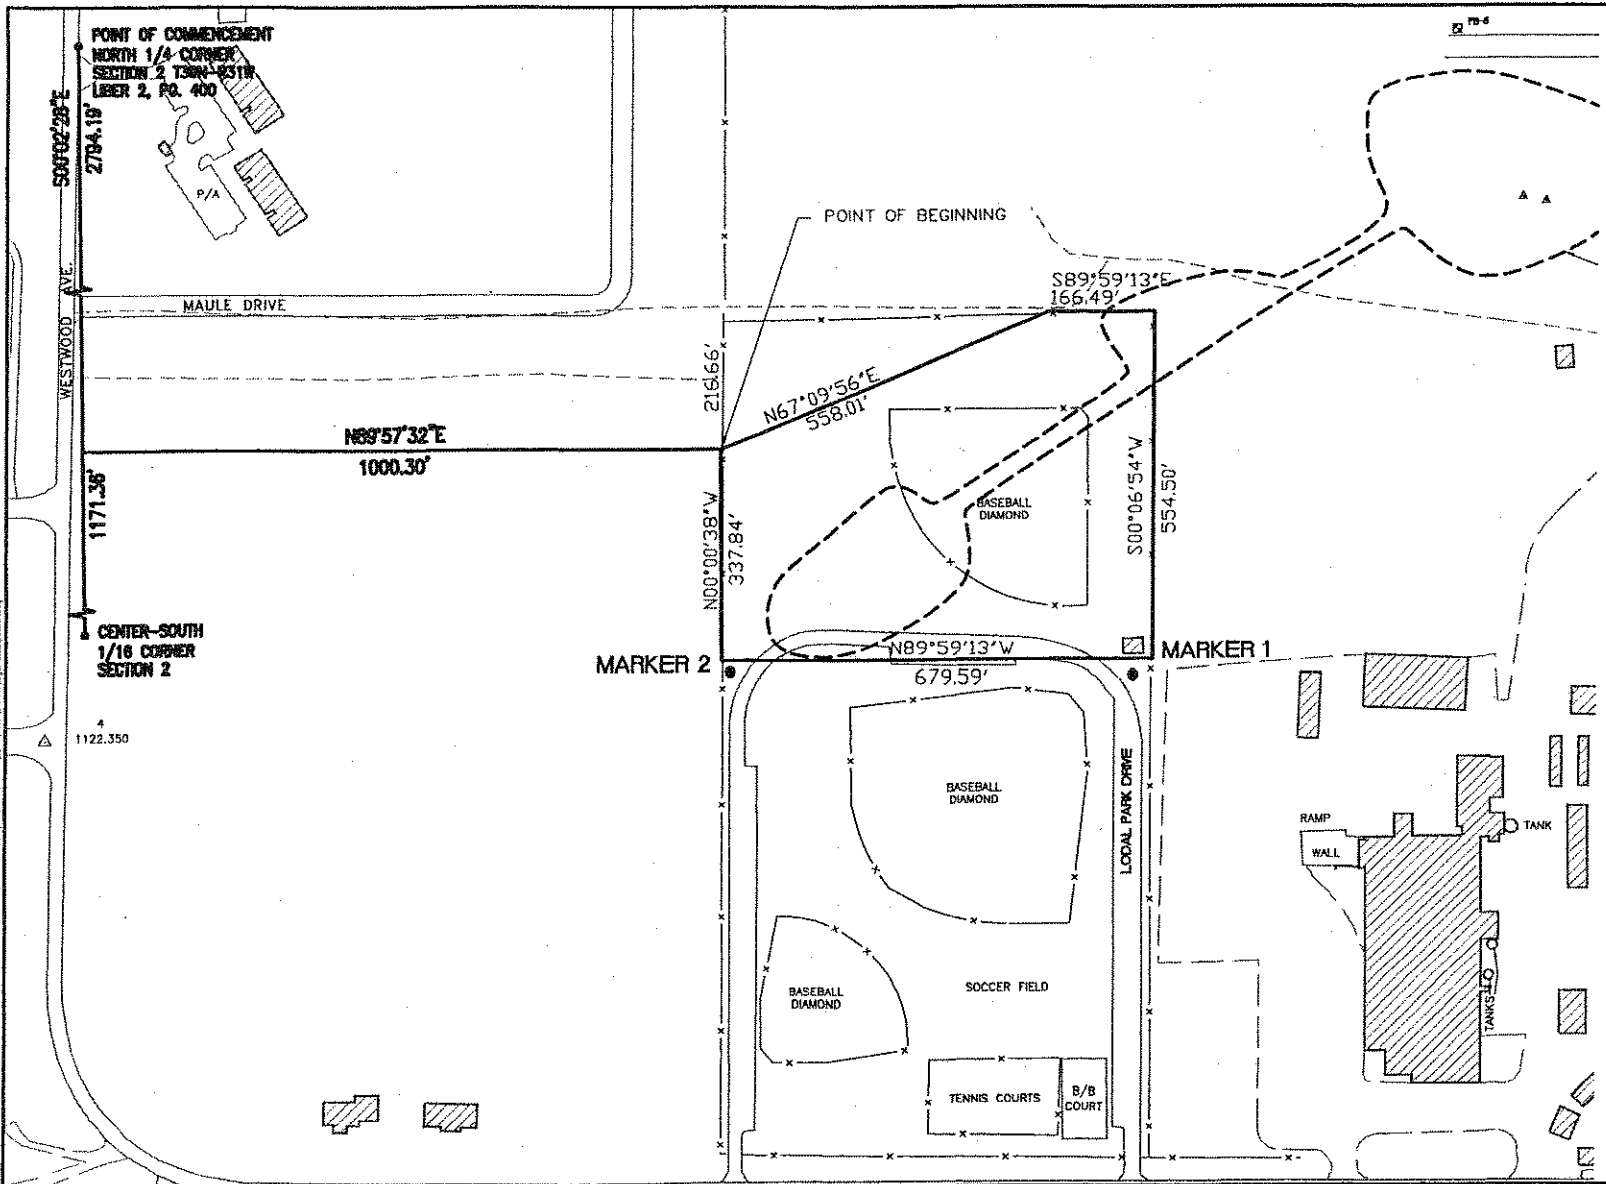 POINT OF COMMENCEMENT
NORTH 1/4 CORNER
SECTION 2 T39N-R31W
LIBER 2, PG. 400
S00°02'28"E
2794.19'
P/A
POINT OF BEGINNING
S89°59'13"E
166.49'
MAULE DRIVE
WESTWOOD AVE.
216.66'
N67°09'56"E
558.01'
N89°57'32"E
1000.30'
1171.36'
N00°00'38"W
337.84'
BASEBALL
DIAMOND
S00°06'54"W
554.50'
CENTER-SOUTH
1/16 CORNER
SECTION 2
MARKER 2
N89°59'13"W
679.59'
MARKER 1
4
1122.350
BASEBALL
DIAMOND
LODAL PARK DRIVE
RAMP
WALL
TANK
BASEBALL
DIAMOND
SOCCER FIELD
TANKS
TENNIS COURTS
B/B
COURT